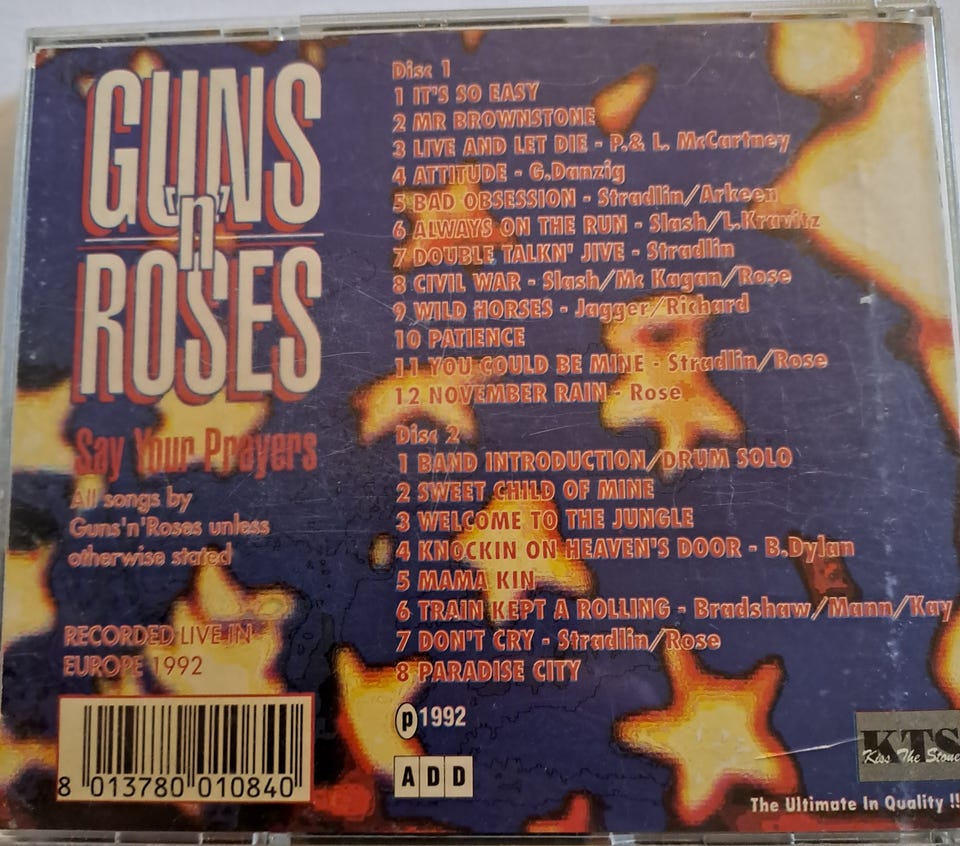 GUNS
'n'
ROSES
Say Your Prayers
All songs by
Guns'n'Roses unless
otherwise stated
RECORDED LIVE IN
EUROPE 1992
8 013780 010840
Disc 1
1 IT'S SO EASY
2 MR BROWNSTONE
3 LIVE AND LET DIE - P.& L. McCartney
4 ATTITUDE - G.Danzig
5 BAD OBSESSION - Stradlin/Arkeen
6 ALWAYS ON THE RUN - Slash/L.Kravitz
7 DOUBLE TALKN' JIVE - Stradlin
8 CIVIL WAR - Slash/Mc Kagan/Rose
9 WILD HORSES - Jagger/Richard
10 PATIENCE
11 YOU COULD BE MINE - Stradlin/Rose
12 NOVEMBER RAIN - Rose
Disc 2
1 BAND INTRODUCTION/DRUM SOLO
2 SWEET CHILD OF MINE
3 WELCOME TO THE JUNGLE
4 KNOCKIN ON HEAVEN'S DOOR - B.Dylan
5 MAMA KIN
6 TRAIN KEPT A ROLLING - Bradshaw/Mann/Kay
7 DON'T CRY - Stradlin/Rose
8 PARADISE CITY
℗1992
ADD
KTS
Kiss The Stone
The Ultimate In Quality !!